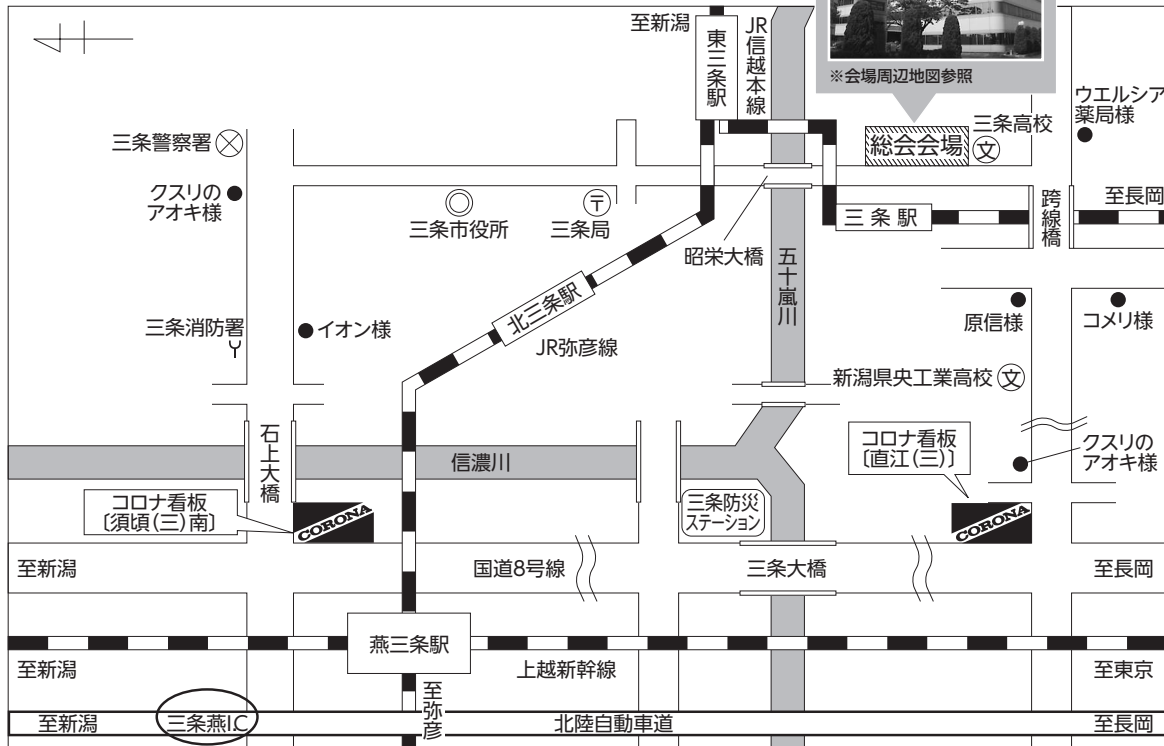 至新潟
東三条駅
JR信越本線
※会場周辺地図参照
ウエルシア
薬局様
三条高校
文
総会会場
三条警察署
クスリの
アオキ様
三条市役所
〒
三条局
昭栄大橋
五十嵐川
三条駅
跨線橋
至長岡
北三条駅
JR弥彦線
三条消防署
イオン様
原信様
コメリ様
新潟県央工業高校
文
石上大橋
信濃川
コロナ看板
〔直江(三)〕
クスリの
アオキ様
コロナ看板
〔須頃(三)南〕
CORONA
三条防災
ステーション
CORONA
至新潟
国道8号線
三条大橋
至長岡
燕三条駅
至新潟
上越新幹線
至東京
至弥彦
至新潟
三条燕I.C
北陸自動車道
至長岡